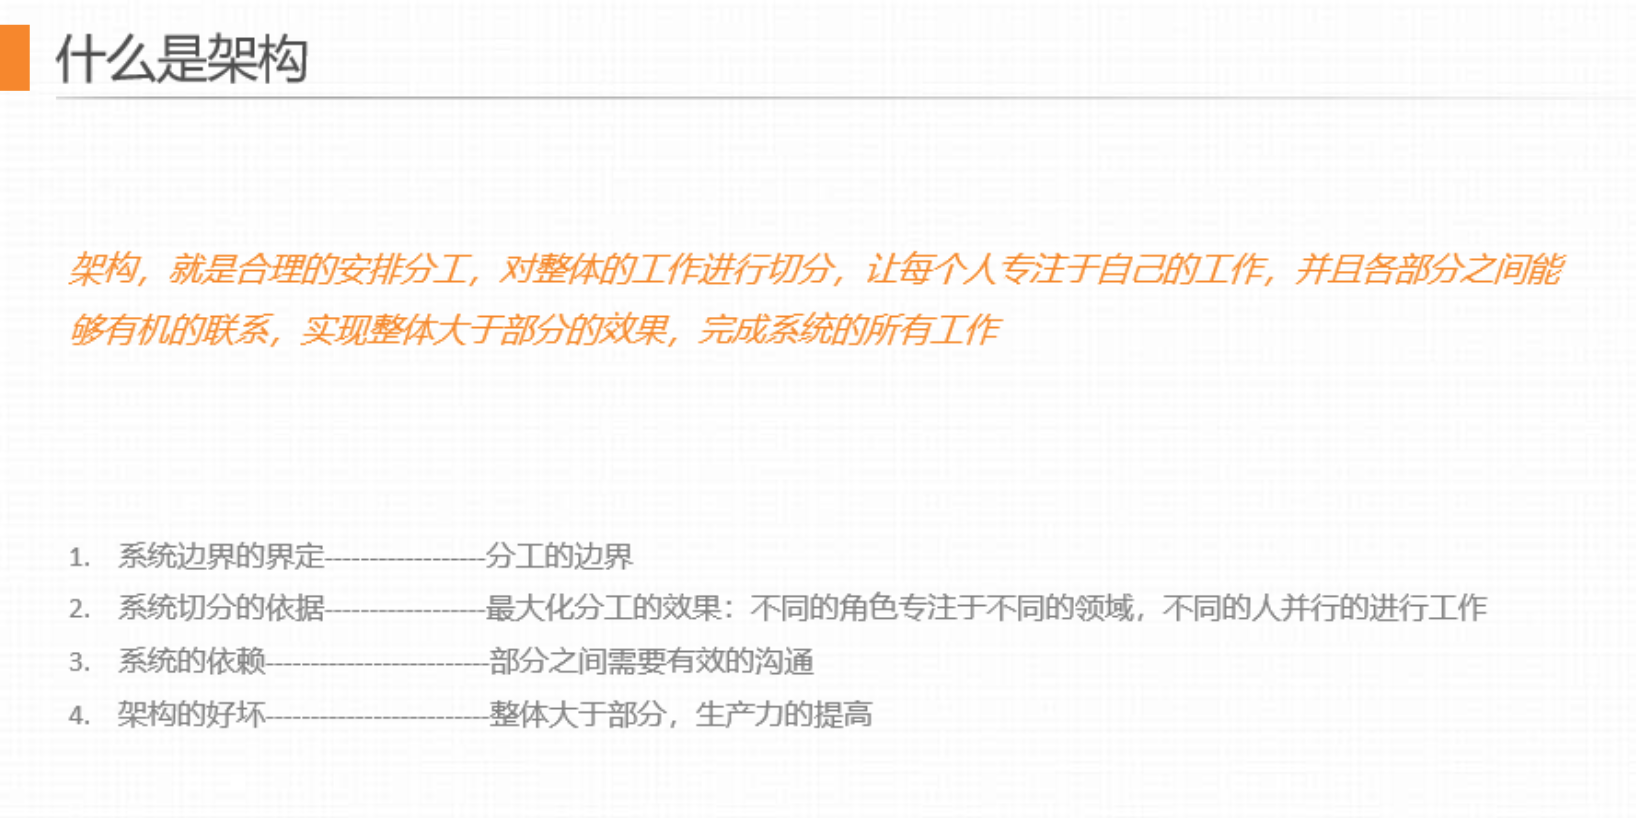 什么是架构
架构，就是合理的安排分工，对整体的工作进行切分，让每个人专注于自己的工作，并且各部分之间能
够有机的联系，实现整体大于部分的效果，完成系统的所有工作
1. 系统边界的界定------------------分工的边界
2. 系统切分的依据------------------最大化分工的效果：不同的角色专注于不同的领域，不同的人并行的进行工作
3. 系统的依赖-------------------------部分之间需要有效的沟通
4. 架构的好坏-------------------------整体大于部分，生产力的提高